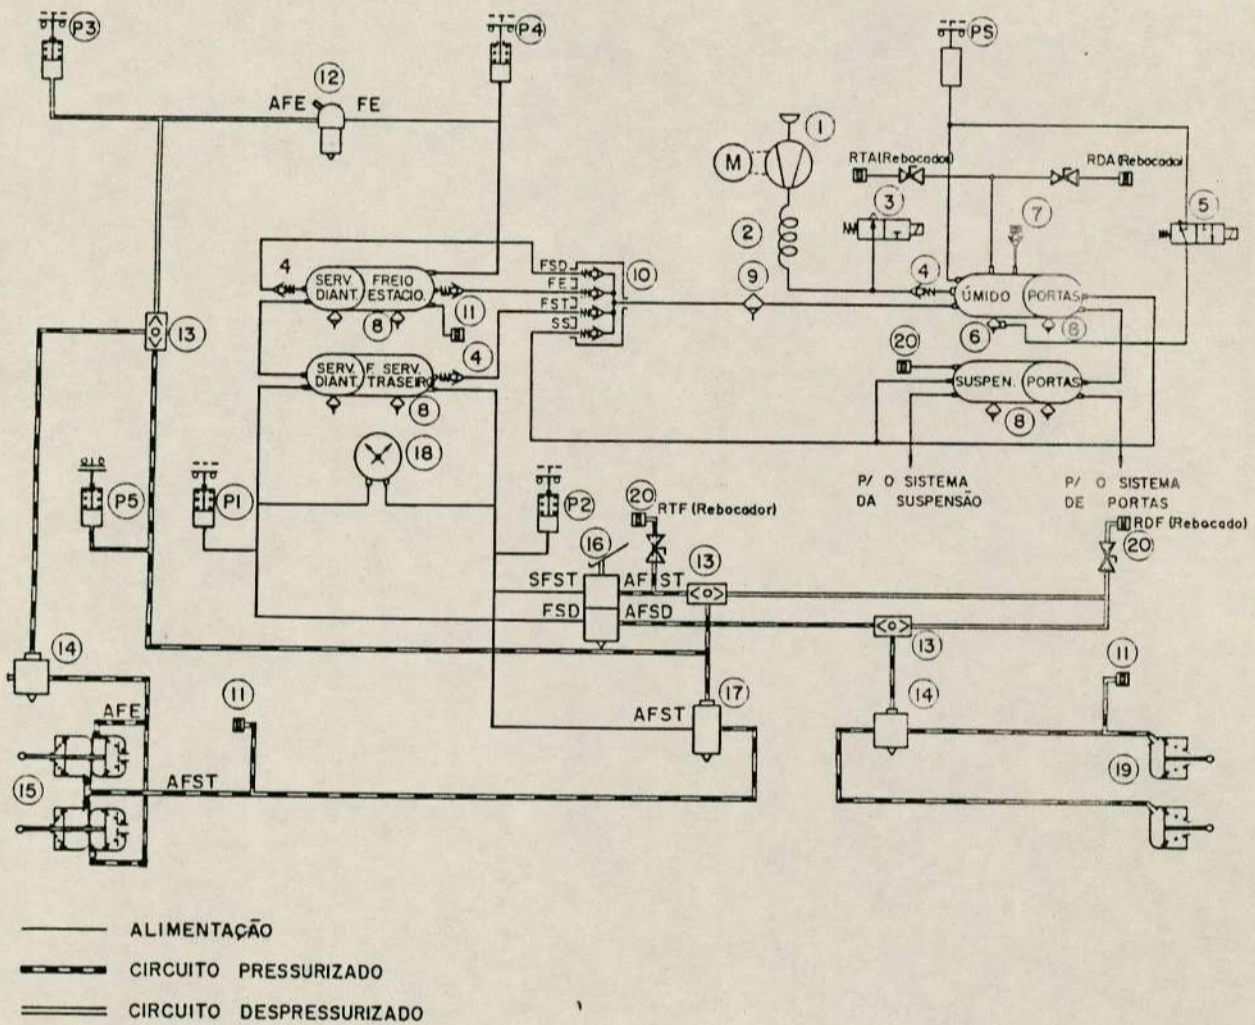 P3
P4
PS
12
AFE
FE
1
M
RTA (Rebocador)
RDA (Rebocador
3
7
5
2
4
FSD
10
9
4
SERV. DIANT.
FREIO ESTACIO.
FE
FST
SS
11
8
ÚMIDO
PORTAS
6
8
13
SERV. DIANT.
F. SERV. TRASEIRO
4
20
SUSPEN.
PORTAS
8
8
18
P5
P1
P2
20
RTF (Rebocador)
P/ O SISTEMA
DA SUSPENSÃO
P/ O SISTEMA
DE PORTAS
RDF (Rebocado)
20
16
13
SFST
AFST
FSD
AFSD
13
14
11
17
14
11
AFE
AFST
15
AFST
19
ALIMENTAÇÃO
CIRCUITO PRESSURIZADO
CIRCUITO DESPRESSURIZADO